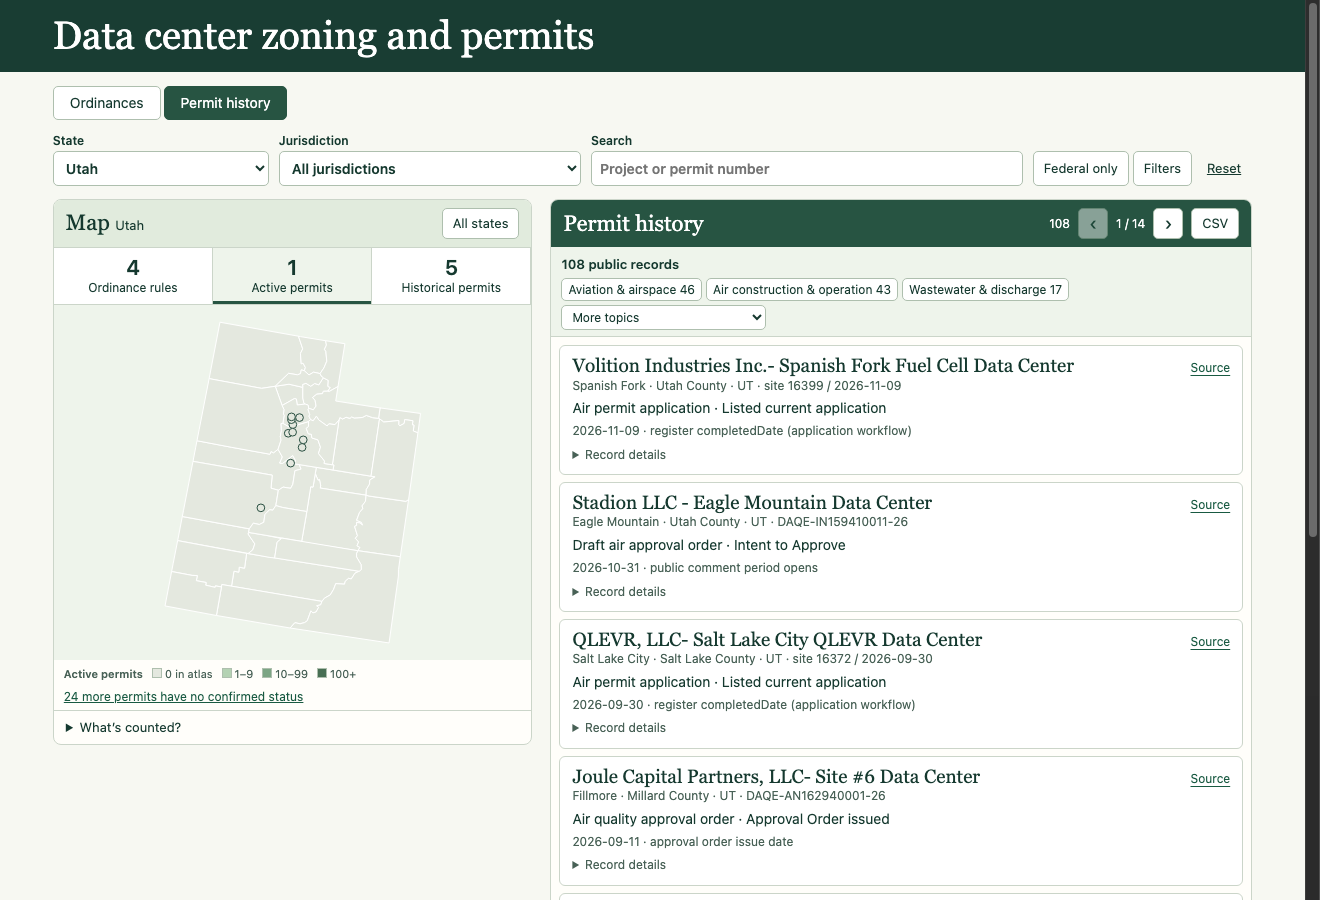 Data center zoning and permits
Ordinances
Permit history
State
Jurisdiction
Search
Utah
All jurisdictions
Project or permit number
Federal only
Filters
Reset
Map Utah
All states
4
Ordinance rules
1
Active permits
5
Historical permits
Active permits 0 in atlas 1–9 10–99 100+
24 more permits have no confirmed status
▶ What's counted?
Permit history
108 ‹ 1 / 14 › CSV
108 public records
Aviation & airspace 46
Air construction & operation 43
Wastewater & discharge 17
More topics
Volition Industries Inc.- Spanish Fork Fuel Cell Data Center
Source
Spanish Fork · Utah County · UT · site 16399 / 2026-11-09
Air permit application · Listed current application
2026-11-09 · register completedDate (application workflow)
▶ Record details
Stadion LLC - Eagle Mountain Data Center
Source
Eagle Mountain · Utah County · UT · DAQE-IN159410011-26
Draft air approval order · Intent to Approve
2026-10-31 · public comment period opens
▶ Record details
QLEVR, LLC- Salt Lake City QLEVR Data Center
Source
Salt Lake City · Salt Lake County · UT · site 16372 / 2026-09-30
Air permit application · Listed current application
2026-09-30 · register completedDate (application workflow)
▶ Record details
Joule Capital Partners, LLC- Site #6 Data Center
Source
Fillmore · Millard County · UT · DAQE-AN162940001-26
Air quality approval order · Approval Order issued
2026-09-11 · approval order issue date
▶ Record details